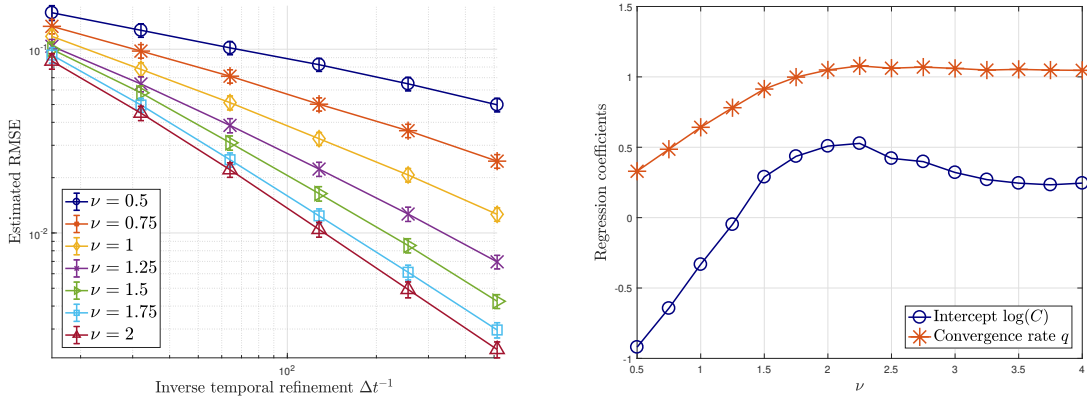 Estimated RMSE
10⁻¹
10⁻²
ν = 0.5
ν = 0.75
ν = 1
ν = 1.25
ν = 1.5
ν = 1.75
ν = 2
10²
Inverse temporal refinement Δt⁻¹
Regression coefficients
1.5
1
0.5
0
-0.5
-1
Intercept log(C)
Convergence rate q
0.5 1 1.5 2 2.5 3 3.5 4
ν